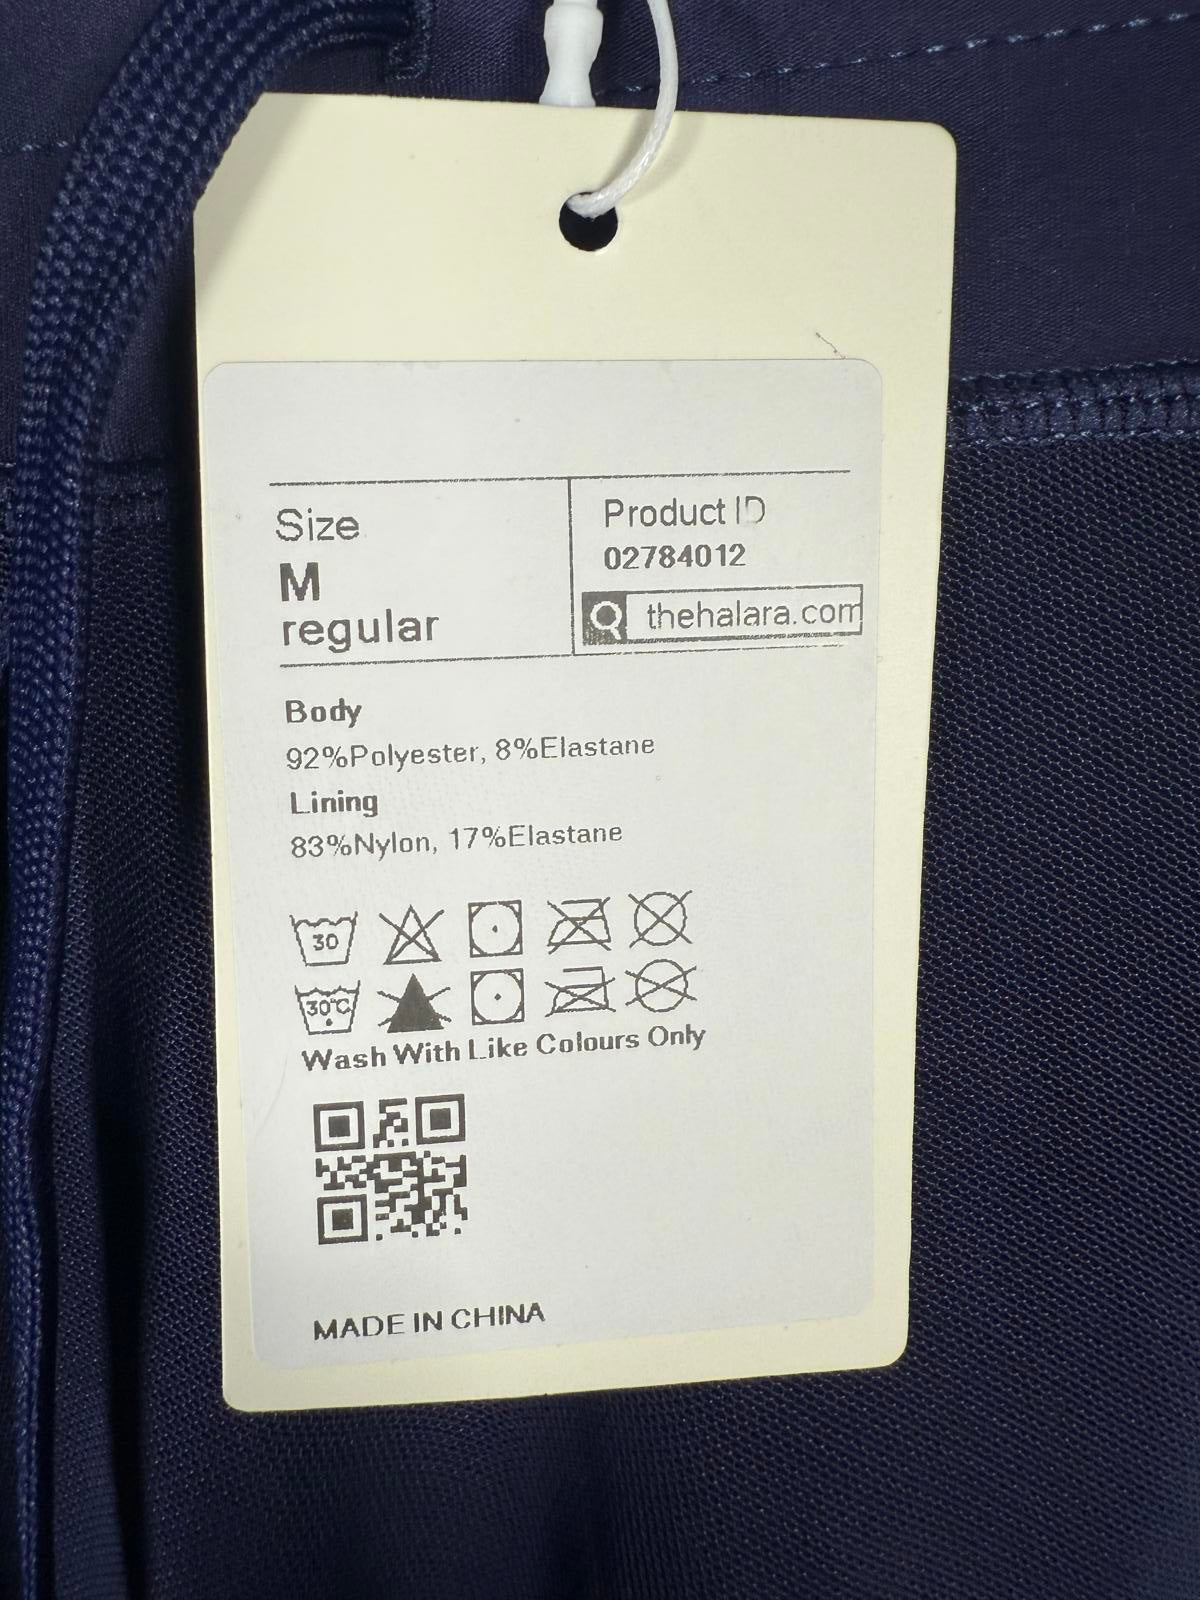 Size
M
regular
Product ID
02784012
thehalara.com
Body
92%Polyester, 8%Elastane
Lining
83%Nylon, 17%Elastane
30
30°C
Wash With Like Colours Only
MADE IN CHINA